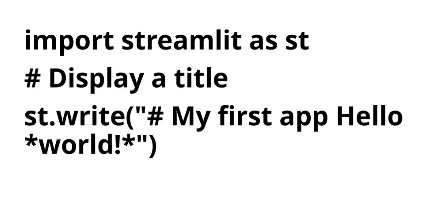 import streamlit as st
# Display a title
st.write("# My first app Hello
*world!*")